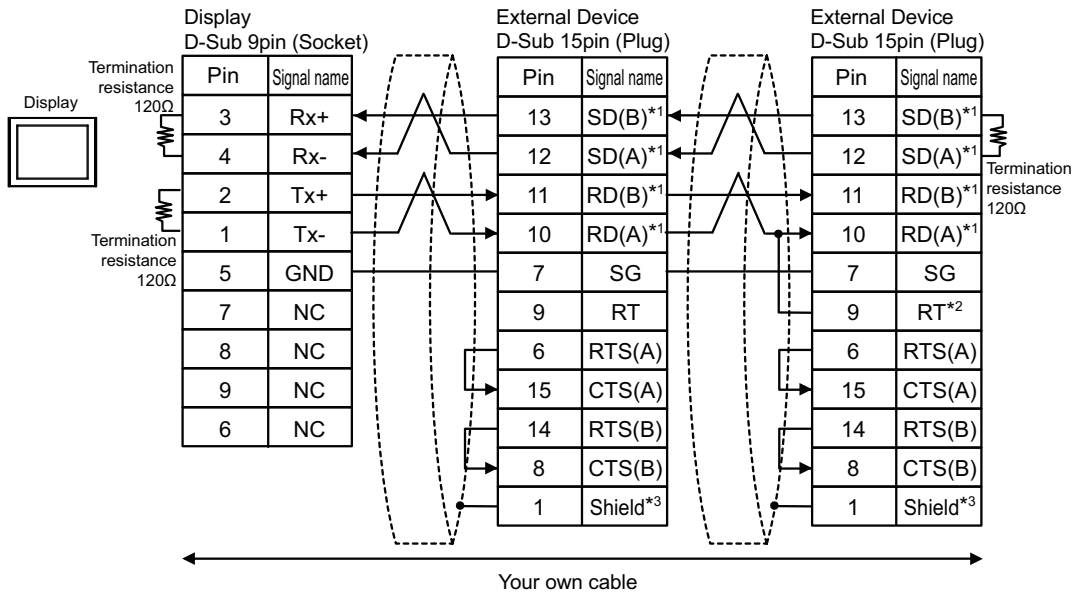 Display
D-Sub 9pin (Socket)
External Device
D-Sub 15pin (Plug)
External Device
D-Sub 15pin (Plug)
Display
Termination
resistance
120Ω
Termination
resistance
120Ω
Pin Signal name
3 Rx+
4 Rx-
2 Tx+
1 Tx-
5 GND
7 NC
8 NC
9 NC
6 NC
Pin Signal name
13 SD(B)*1
12 SD(A)*1
11 RD(B)*1
10 RD(A)*1
7 SG
9 RT
6 RTS(A)
15 CTS(A)
14 RTS(B)
8 CTS(B)
1 Shield*3
Pin Signal name
13 SD(B)*1
12 SD(A)*1
11 RD(B)*1
10 RD(A)*1
7 SG
9 RT*2
6 RTS(A)
15 CTS(A)
14 RTS(B)
8 CTS(B)
1 Shield*3
Termination
resistance
120Ω
Your own cable